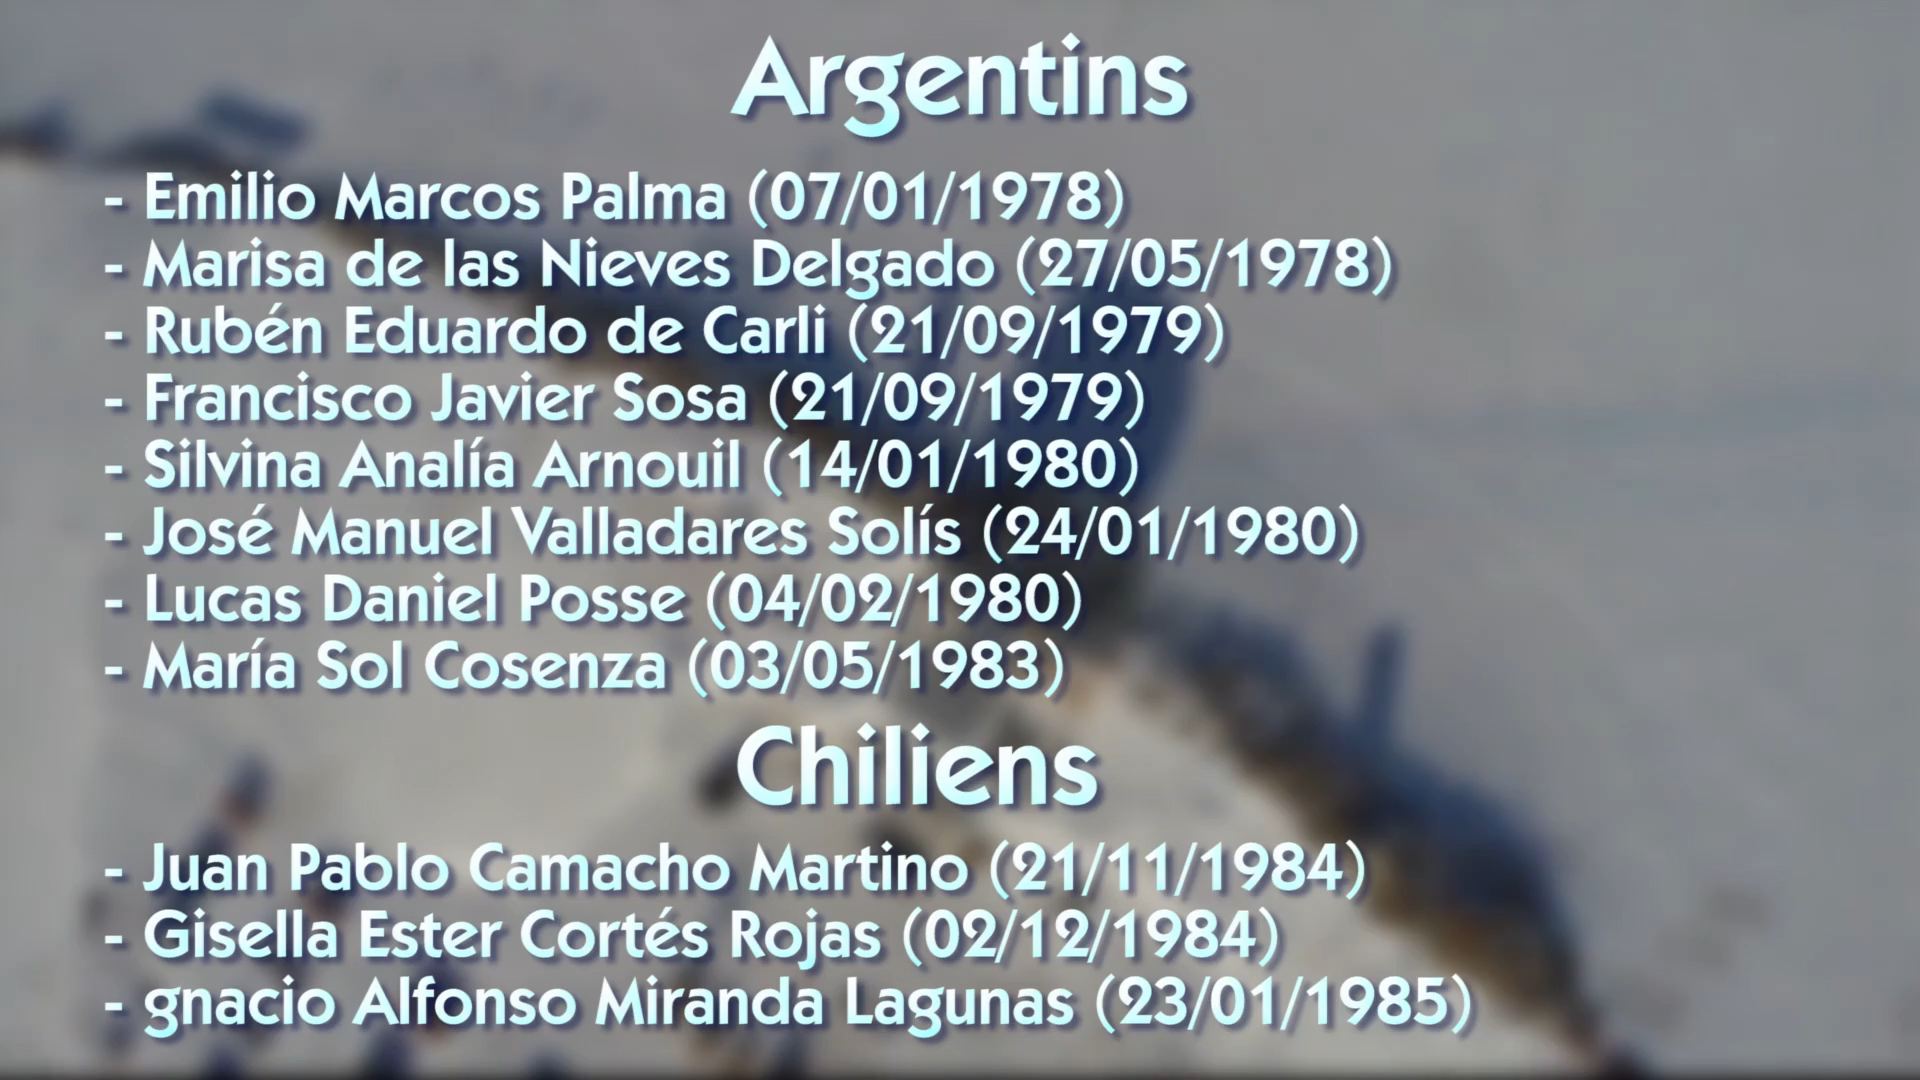 Argentins
- Emilio Marcos Palma (07/01/1978)
- Marisa de las Nieves Delgado (27/05/1978)
- Rubén Eduardo de Carli (21/09/1979)
- Francisco Javier Sosa (21/09/1979)
- Silvina Analía Arnouil (14/01/1980)
- José Manuel Valladares Solís (24/01/1980)
- Lucas Daniel Posse (04/02/1980)
- María Sol Cosenza (03/05/1983)
Chiliens
- Juan Pablo Camacho Martino (21/11/1984)
- Gisella Ester Cortés Rojas (02/12/1984)
- gnacio Alfonso Miranda Lagunas (23/01/1985)